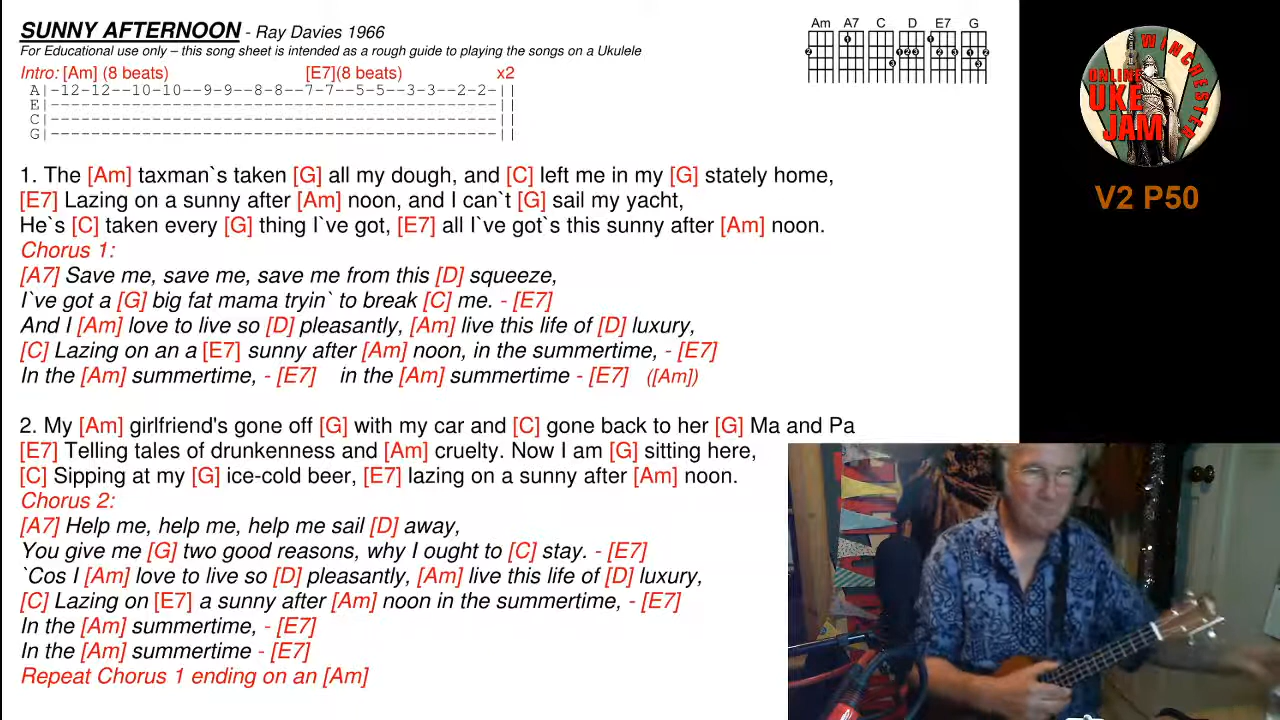 SUNNY AFTERNOON - Ray Davies 1966
For Educational use only – this song sheet is intended as a rough guide to playing the songs on a Ukulele
Intro: [Am] (8 beats) [E7](8 beats) x2
A|-12-12--10-10--9-9--8-8--7-7--5-5--3-3--2-2-||
E|---------------------------------------------||
C|---------------------------------------------||
G|---------------------------------------------||
Am A7 C D E7 G
WINCHESTER
ONLINE
UKE
JAM
V2 P50
1. The [Am] taxman`s taken [G] all my dough, and [C] left me in my [G] stately home,
[E7] Lazing on a sunny after [Am] noon, and I can`t [G] sail my yacht,
He`s [C] taken every [G] thing I`ve got, [E7] all I`ve got`s this sunny after [Am] noon.
Chorus 1:
[A7] Save me, save me, save me from this [D] squeeze,
I`ve got a [G] big fat mama tryin` to break [C] me. - [E7]
And I [Am] love to live so [D] pleasantly, [Am] live this life of [D] luxury,
[C] Lazing on an a [E7] sunny after [Am] noon, in the summertime, - [E7]
In the [Am] summertime, - [E7] in the [Am] summertime - [E7] ([Am])
2. My [Am] girlfriend's gone off [G] with my car and [C] gone back to her [G] Ma and Pa
[E7] Telling tales of drunkenness and [Am] cruelty. Now I am [G] sitting here,
[C] Sipping at my [G] ice-cold beer, [E7] lazing on a sunny after [Am] noon.
Chorus 2:
[A7] Help me, help me, help me sail [D] away,
You give me [G] two good reasons, why I ought to [C] stay. - [E7]
`Cos I [Am] love to live so [D] pleasantly, [Am] live this life of [D] luxury,
[C] Lazing on [E7] a sunny after [Am] noon in the summertime, - [E7]
In the [Am] summertime, - [E7]
In the [Am] summertime - [E7]
Repeat Chorus 1 ending on an [Am]